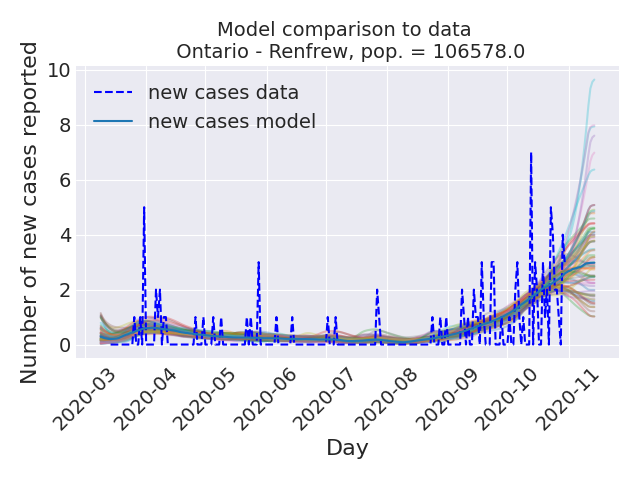 Model comparison to data
Ontario - Renfrew, pop. = 106578.0
Number of new cases reported
10
8
6
4
2
0
new cases data
new cases model
2020-03
2020-04
2020-05
2020-06
2020-07
2020-08
2020-09
2020-10
2020-11
Day